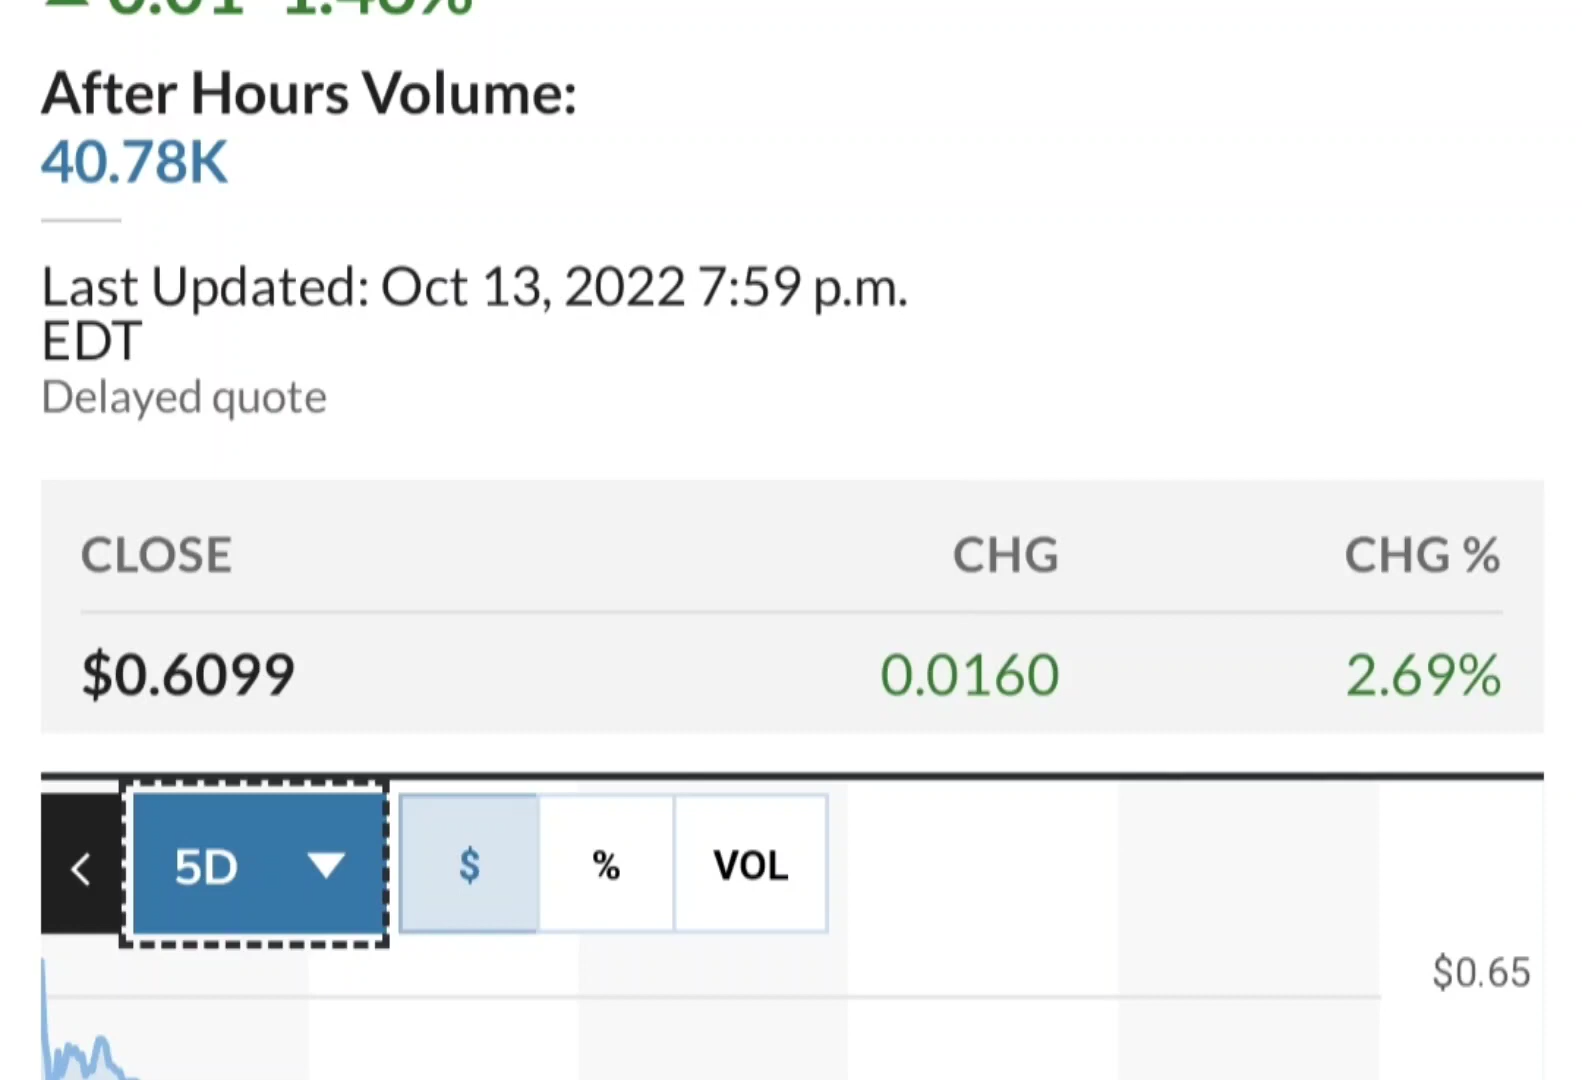 After Hours Volume:
40.78K
Last Updated: Oct 13, 2022 7:59 p.m.
EDT
Delayed quote
CLOSE CHG CHG %
$0.6099 0.0160 2.69%
5D $ % VOL
$0.65